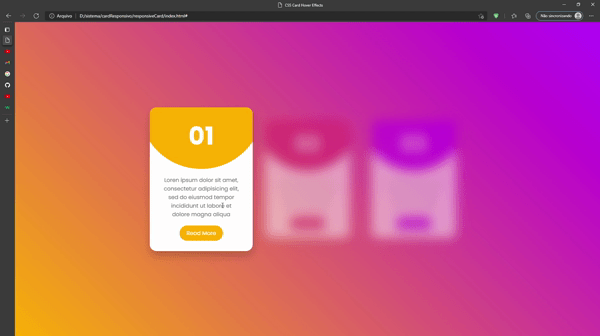 CSS Card Hover Effects
Arquivo
D:/sistema/cardResponsivo/responsiveCard/index.html#
Não sincronizando
01
Lorem ipsum dolor sit amet,
consectetur adipisicing elit,
sed do eiusmod tempor
incididunt ut labore et
dolore magna aliqua
Read More